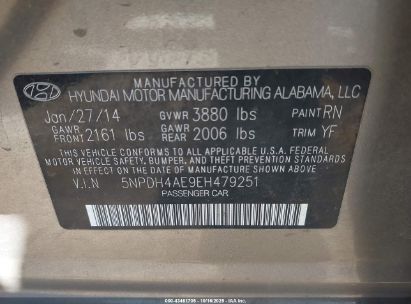 MANUFACTURED BY
HYUNDAI MOTOR MANUFACTURING ALABAMA, LLC
Jan/27/14 GVWR 3880 lbs PAINT RN
GAWR FRONT 2161 lbs GAWR REAR 2006 lbs TRIM YF
THIS VEHICLE CONFORMS TO ALL APPLICABLE U.S. FEDERAL
MOTOR VEHICLE SAFETY, BUMPER, AND THEFT PREVENTION STANDARDS
IN EFFECT ON THE DATE OF MANUFACTURE SHOWN ABOVE.
V.I.N 5NPDH4AE9EH479251
PASSENGER CAR